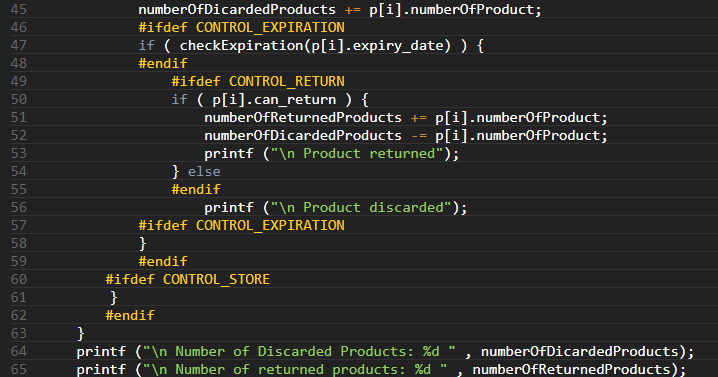 45 numberOfDicardedProducts += p[i].numberOfProduct;
46 #ifdef CONTROL_EXPIRATION
47 if ( checkExpiration(p[i].expiry_date) ) {
48 #endif
49 #ifdef CONTROL_RETURN
50 if ( p[i].can_return ) {
51 numberOfReturnedProducts += p[i].numberOfProduct;
52 numberOfDicardedProducts -= p[i].numberOfProduct;
53 printf ("\n Product returned");
54 } else
55 #endif
56 printf ("\n Product discarded");
57 #ifdef CONTROL_EXPIRATION
58 }
59 #endif
60 #ifdef CONTROL_STORE
61 }
62 #endif
63 }
64 printf ("\n Number of Discarded Products: %d " , numberOfDicardedProducts);
65 printf ("\n Number of returned products: %d " , numberOfReturnedProducts);